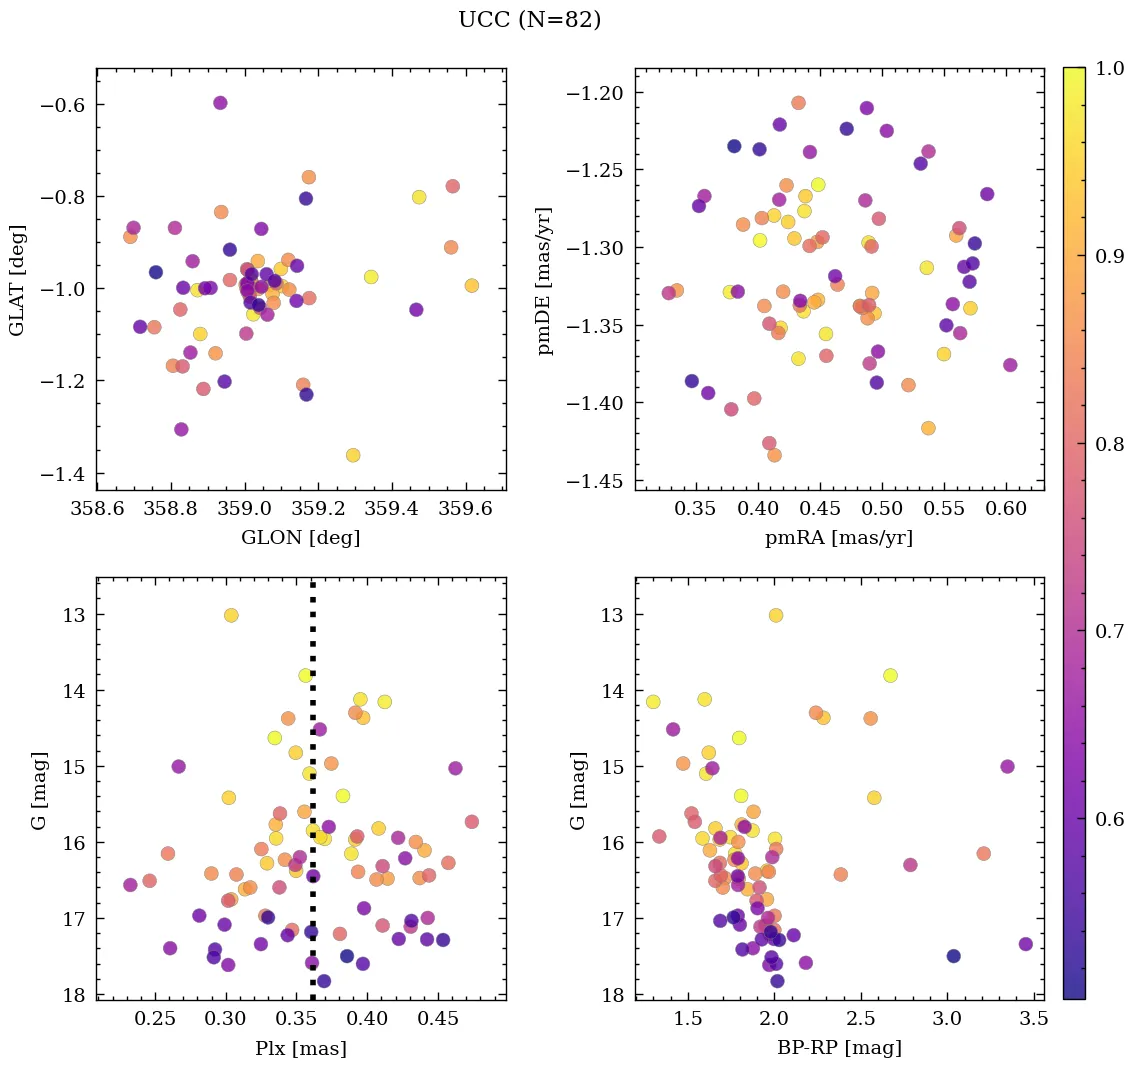 UCC (N=82)
−0.6
−0.8
−1.0
−1.2
−1.4
GLAT [deg]
358.6 358.8 359.0 359.2 359.4 359.6
GLON [deg]
−1.20
−1.25
−1.30
−1.35
−1.40
−1.45
pmDE [mas/yr]
0.35 0.40 0.45 0.50 0.55 0.60
pmRA [mas/yr]
13
14
15
16
17
18
G [mag]
0.25 0.30 0.35 0.40 0.45
Plx [mas]
13
14
15
16
17
18
G [mag]
1.5 2.0 2.5 3.0 3.5
BP-RP [mag]
1.0
0.9
0.8
0.7
0.6